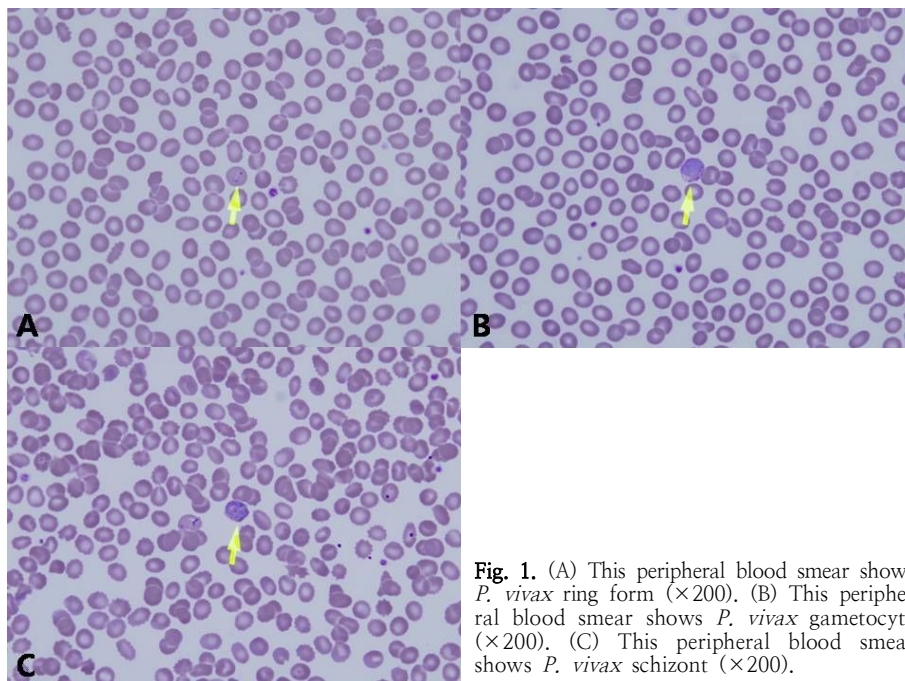 A
B
C
Fig. 1. (A) This peripheral blood smear show
P. vivax ring form (×200). (B) This periphe
ral blood smear shows P. vivax gametocyt
(×200). (C) This peripheral blood smea
shows P. vivax schizont (×200).